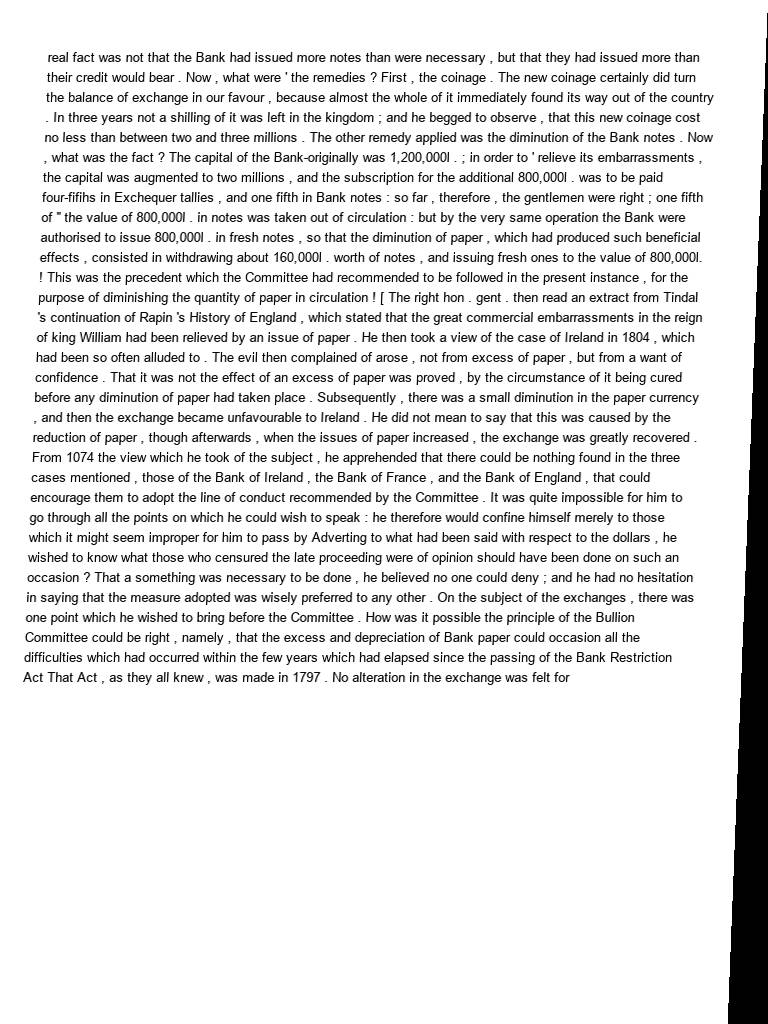 real fact was not that the Bank had issued more notes than were necessary , but that they had issued more than
their credit would bear . Now , what were ' the remedies ? First , the coinage . The new coinage certainly did turn
the balance of exchange in our favour , because almost the whole of it immediately found its way out of the country
. In three years not a shilling of it was left in the kingdom ; and he begged to observe , that this new coinage cost
no less than between two and three millions . The other remedy applied was the diminution of the Bank notes . Now
, what was the fact ? The capital of the Bank-originally was 1,200,000l . ; in order to ' relieve its embarrassments ,
the capital was augmented to two millions , and the subscription for the additional 800,000l . was to be paid
four-fifihs in Exchequer tallies , and one fifth in Bank notes : so far , therefore , the gentlemen were right ; one fifth
of " the value of 800,000l . in notes was taken out of circulation : but by the very same operation the Bank were
authorised to issue 800,000l . in fresh notes , so that the diminution of paper , which had produced such beneficial
effects , consisted in withdrawing about 160,000l . worth of notes , and issuing fresh ones to the value of 800,000l.
! This was the precedent which the Committee had recommended to be followed in the present instance , for the
purpose of diminishing the quantity of paper in circulation ! [ The right hon . gent . then read an extract from Tindal
's continuation of Rapin 's History of England , which stated that the great commercial embarrassments in the reign
of king William had been relieved by an issue of paper . He then took a view of the case of Ireland in 1804 , which
had been so often alluded to . The evil then complained of arose , not from excess of paper , but from a want of
confidence . That it was not the effect of an excess of paper was proved , by the circumstance of it being cured
before any diminution of paper had taken place . Subsequently , there was a small diminution in the paper currency
, and then the exchange became unfavourable to Ireland . He did not mean to say that this was caused by the
reduction of paper , though afterwards , when the issues of paper increased , the exchange was greatly recovered .
From 1074 the view which he took of the subject , he apprehended that there could be nothing found in the three
cases mentioned , those of the Bank of Ireland , the Bank of France , and the Bank of England , that could
encourage them to adopt the line of conduct recommended by the Committee . It was quite impossible for him to
go through all the points on which he could wish to speak : he therefore would confine himself merely to those
which it might seem improper for him to pass by Adverting to what had been said with respect to the dollars , he
wished to know what those who censured the late proceeding were of opinion should have been done on such an
occasion ? That a something was necessary to be done , he believed no one could deny ; and he had no hesitation
in saying that the measure adopted was wisely preferred to any other . On the subject of the exchanges , there was
one point which he wished to bring before the Committee . How was it possible the principle of the Bullion
Committee could be right , namely , that the excess and depreciation of Bank paper could occasion all the
difficulties which had occurred within the few years which had elapsed since the passing of the Bank Restriction
Act That Act , as they all knew , was made in 1797 . No alteration in the exchange was felt for